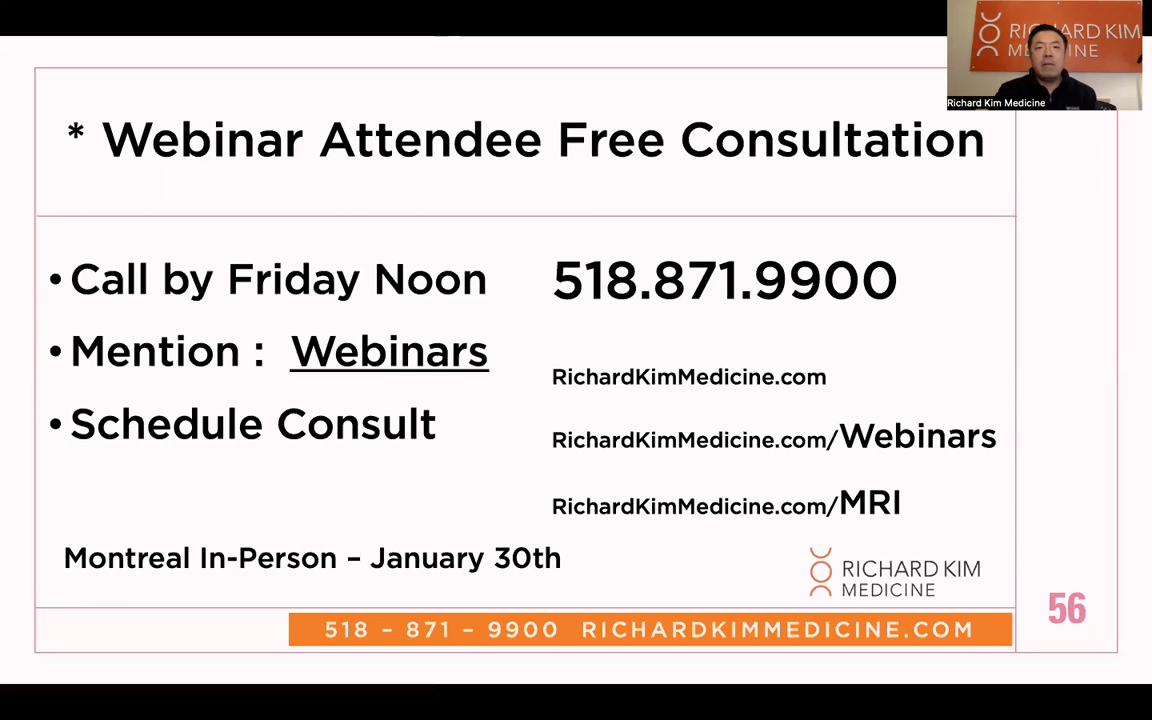 RICHARD KIM
MEDICINE
Richard Kim Medicine
* Webinar Attendee Free Consultation
• Call by Friday Noon
518.871.9900
• Mention : Webinars
RichardKimMedicine.com
• Schedule Consult
RichardKimMedicine.com/Webinars
RichardKimMedicine.com/MRI
Montreal In-Person – January 30th
RICHARD KIM
MEDICINE
56
518 – 871 – 9900 RICHARDKIMMEDICINE.COM